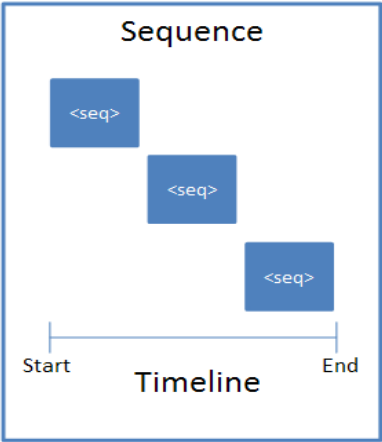 Sequence
<seq>
<seq>
<seq>
Start End
Timeline